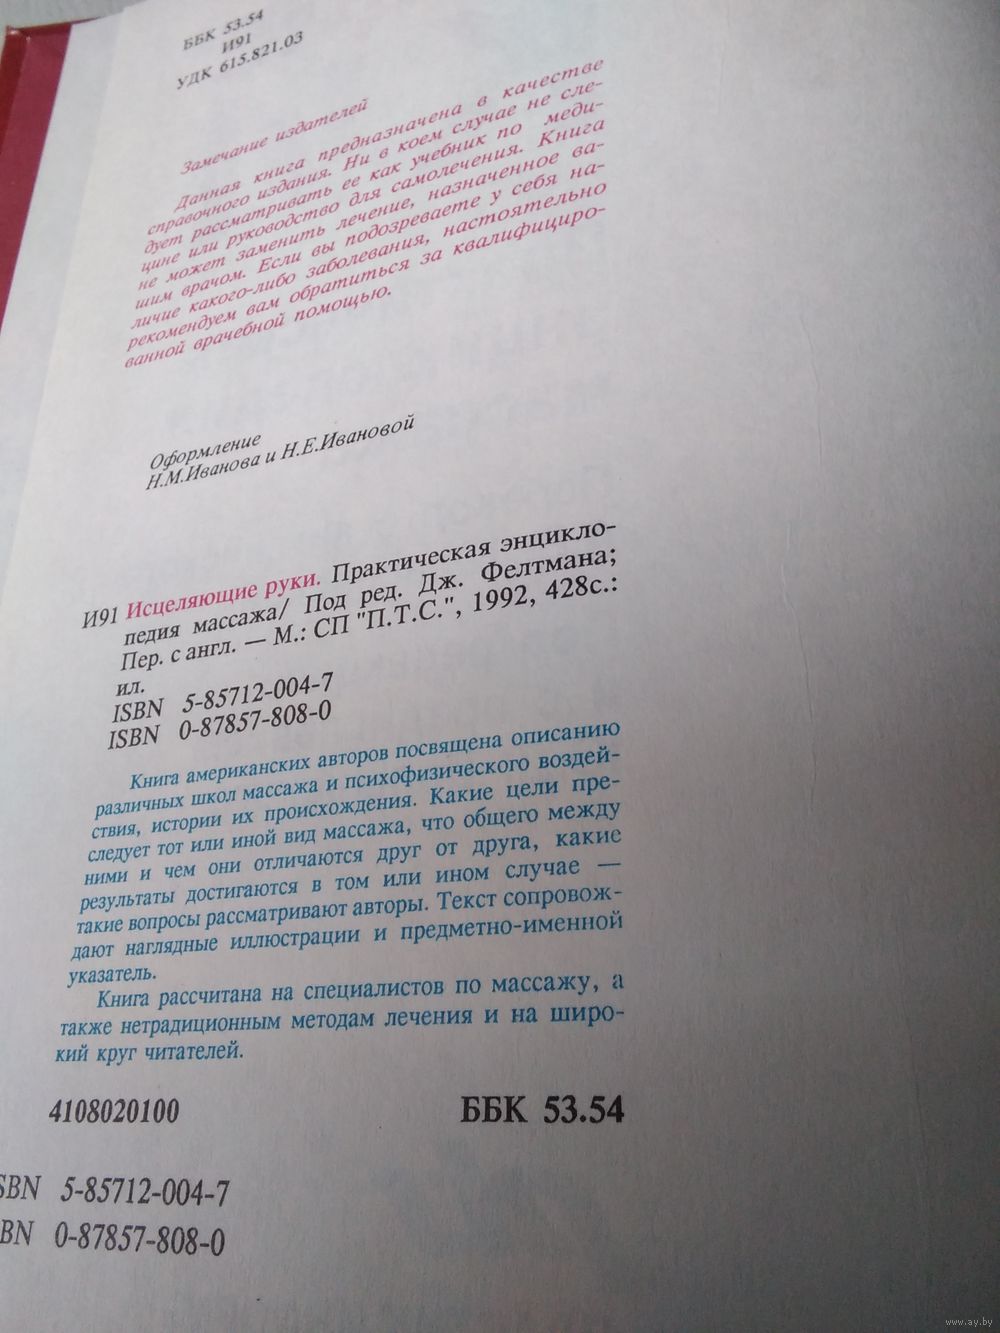 ББК 53.54
И91
УДК 615.821.03
Замечание издателей
Данная книга предназначена в качестве
справочного издания. Ни в коем случае не сле-
дует рассматривать ее как учебник по меди-
цине или руководство для самолечения. Книга
не может заменить лечение, назначенное ва-
шим врачом. Если вы подозреваете у себя на-
личие какого-либо заболевания, настоятельно
рекомендуем вам обратиться за квалифициро-
ванной врачебной помощью.
Оформление
Н.М.Иванова и Н.Е.Ивановой
И91 Исцеляющие руки. Практическая энцикло-
педия массажа/ Под ред. Дж. Фелтмана;
Пер. с англ. — М.: СП "П.Т.С.", 1992, 428с.:
ил.
ISBN 5-85712-004-7
ISBN 0-87857-808-0
Книга американских авторов посвящена описанию
различных школ массажа и психофизического воздей-
ствия, истории их происхождения. Какие цели пре-
следует тот или иной вид массажа, что общего между
ними и чем они отличаются друг от друга, какие
результаты достигаются в том или ином случае —
такие вопросы рассматривают авторы. Текст сопровож-
дают наглядные иллюстрации и предметно-именной
указатель.
Книга рассчитана на специалистов по массажу, а
также нетрадиционным методам лечения и на широ-
кий круг читателей.
4108020100 ББК 53.54
SBN 5-85712-004-7
BN 0-87857-808-0
www.ay.by